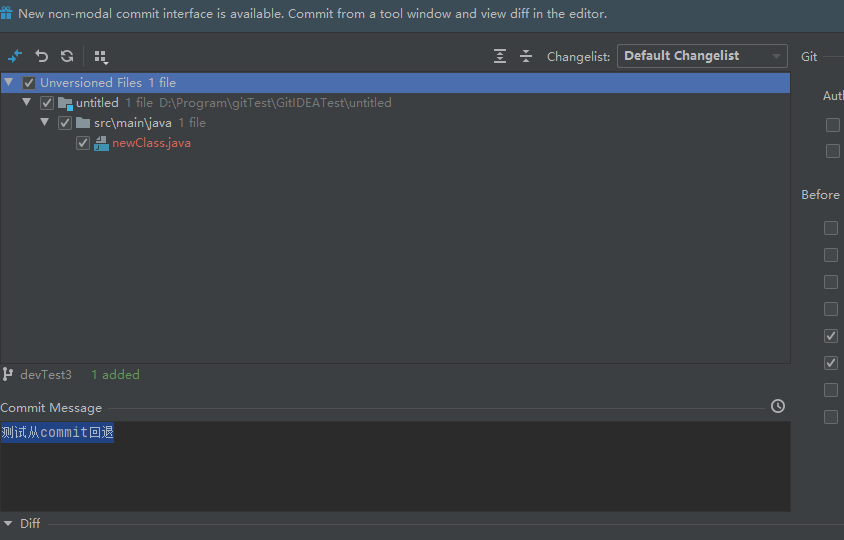 New non-modal commit interface is available. Commit from a tool window and view diff in the editor.
Changelist: Default Changelist Git
Unversioned Files 1 file
untitled 1 file D:\Program\gitTest\GitIDEATest\untitled
src\main\java 1 file
newClass.java
Auth
Before
devTest3 1 added
Commit Message
测试从commit回退
Diff